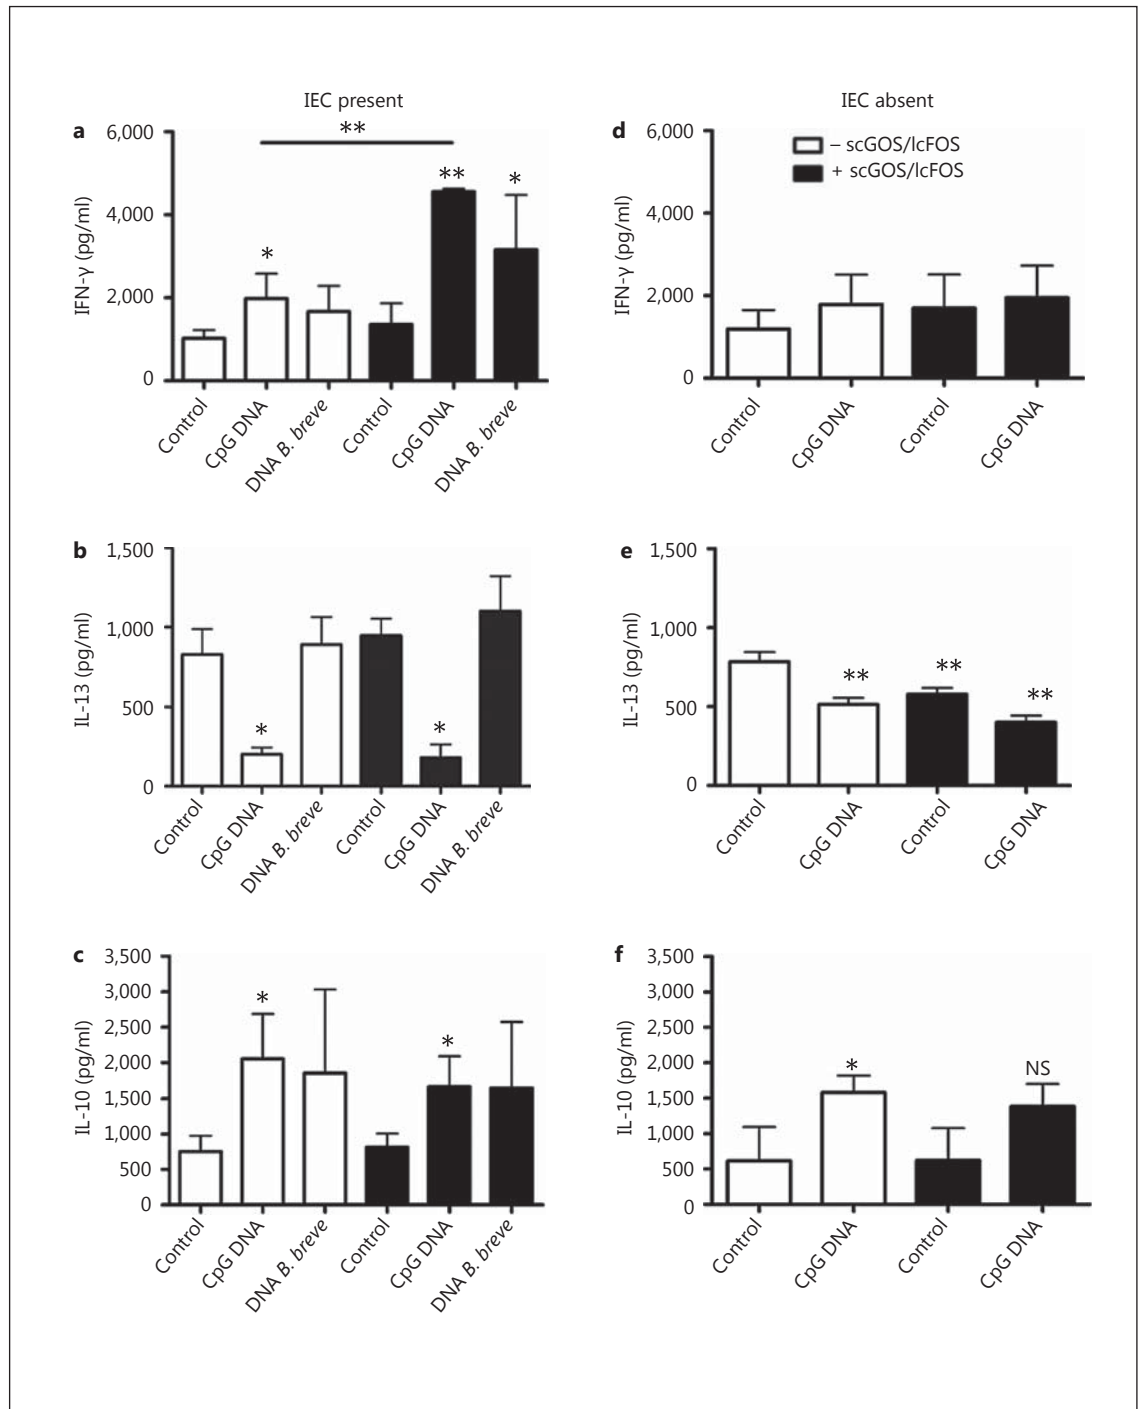 IEC present
a
6,000
4,000
2,000
0
IFN-γ (pg/ml)
**
*
**
*
Control
CpG DNA
DNA B. breve
Control
CpG DNA
DNA B. breve
IEC absent
d
6,000
4,000
2,000
0
IFN-γ (pg/ml)
– scGOS/lcFOS
+ scGOS/lcFOS
Control
CpG DNA
Control
CpG DNA
b
1,500
1,000
500
0
IL-13 (pg/ml)
*
*
Control
CpG DNA
DNA B. breve
Control
CpG DNA
DNA B. breve
e
1,500
1,000
500
0
IL-13 (pg/ml)
**
**
**
Control
CpG DNA
Control
CpG DNA
c
3,500
3,000
2,500
2,000
1,500
1,000
500
0
IL-10 (pg/ml)
*
*
Control
CpG DNA
DNA B. breve
Control
CpG DNA
DNA B. breve
f
3,500
3,000
2,500
2,000
1,500
1,000
500
0
IL-10 (pg/ml)
*
NS
Control
CpG DNA
Control
CpG DNA